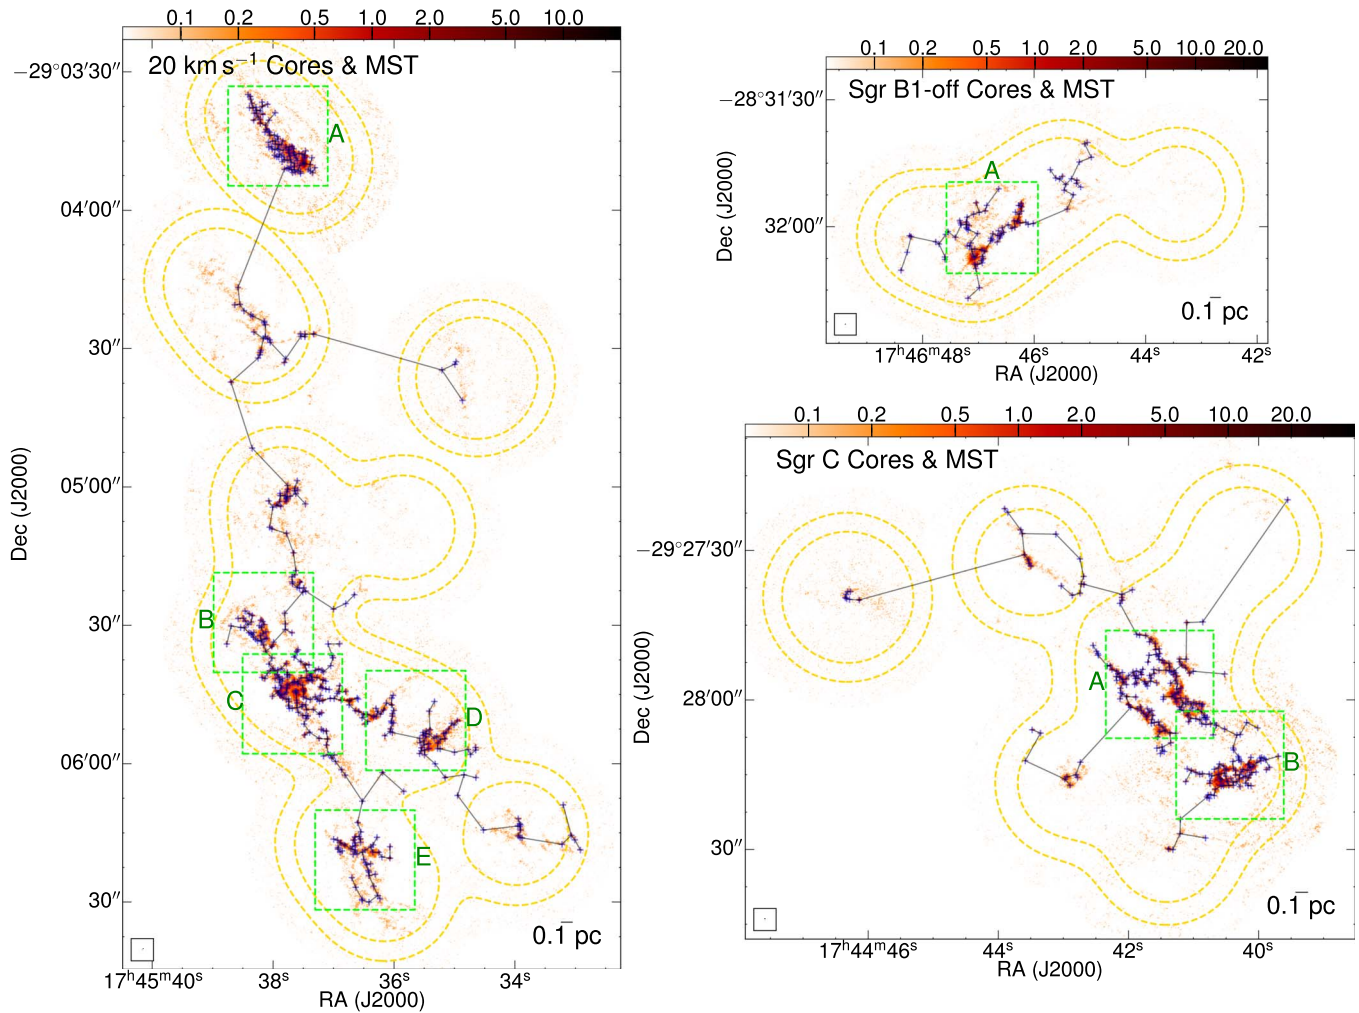 0.1 0.2 0.5 1.0 2.0 5.0 10.0
20 km s⁻¹ Cores & MST
−29°03′30″
04′00″
30″
05′00″
30″
06′00″
30″
Dec (J2000)
A
B
C
D
E
0.1 pc
17ʰ45ᵐ40ˢ 38ˢ 36ˢ 34ˢ
RA (J2000)
0.1 0.2 0.5 1.0 2.0 5.0 10.0 20.0
Sgr B1-off Cores & MST
−28°31′30″
32′00″
Dec (J2000)
A
0.1 pc
17ʰ46ᵐ48ˢ 46ˢ 44ˢ 42ˢ
RA (J2000)
0.1 0.2 0.5 1.0 2.0 5.0 10.0 20.0
Sgr C Cores & MST
−29°27′30″
28′00″
30″
Dec (J2000)
A
B
0.1 pc
17ʰ44ᵐ46ˢ 44ˢ 42ˢ 40ˢ
RA (J2000)